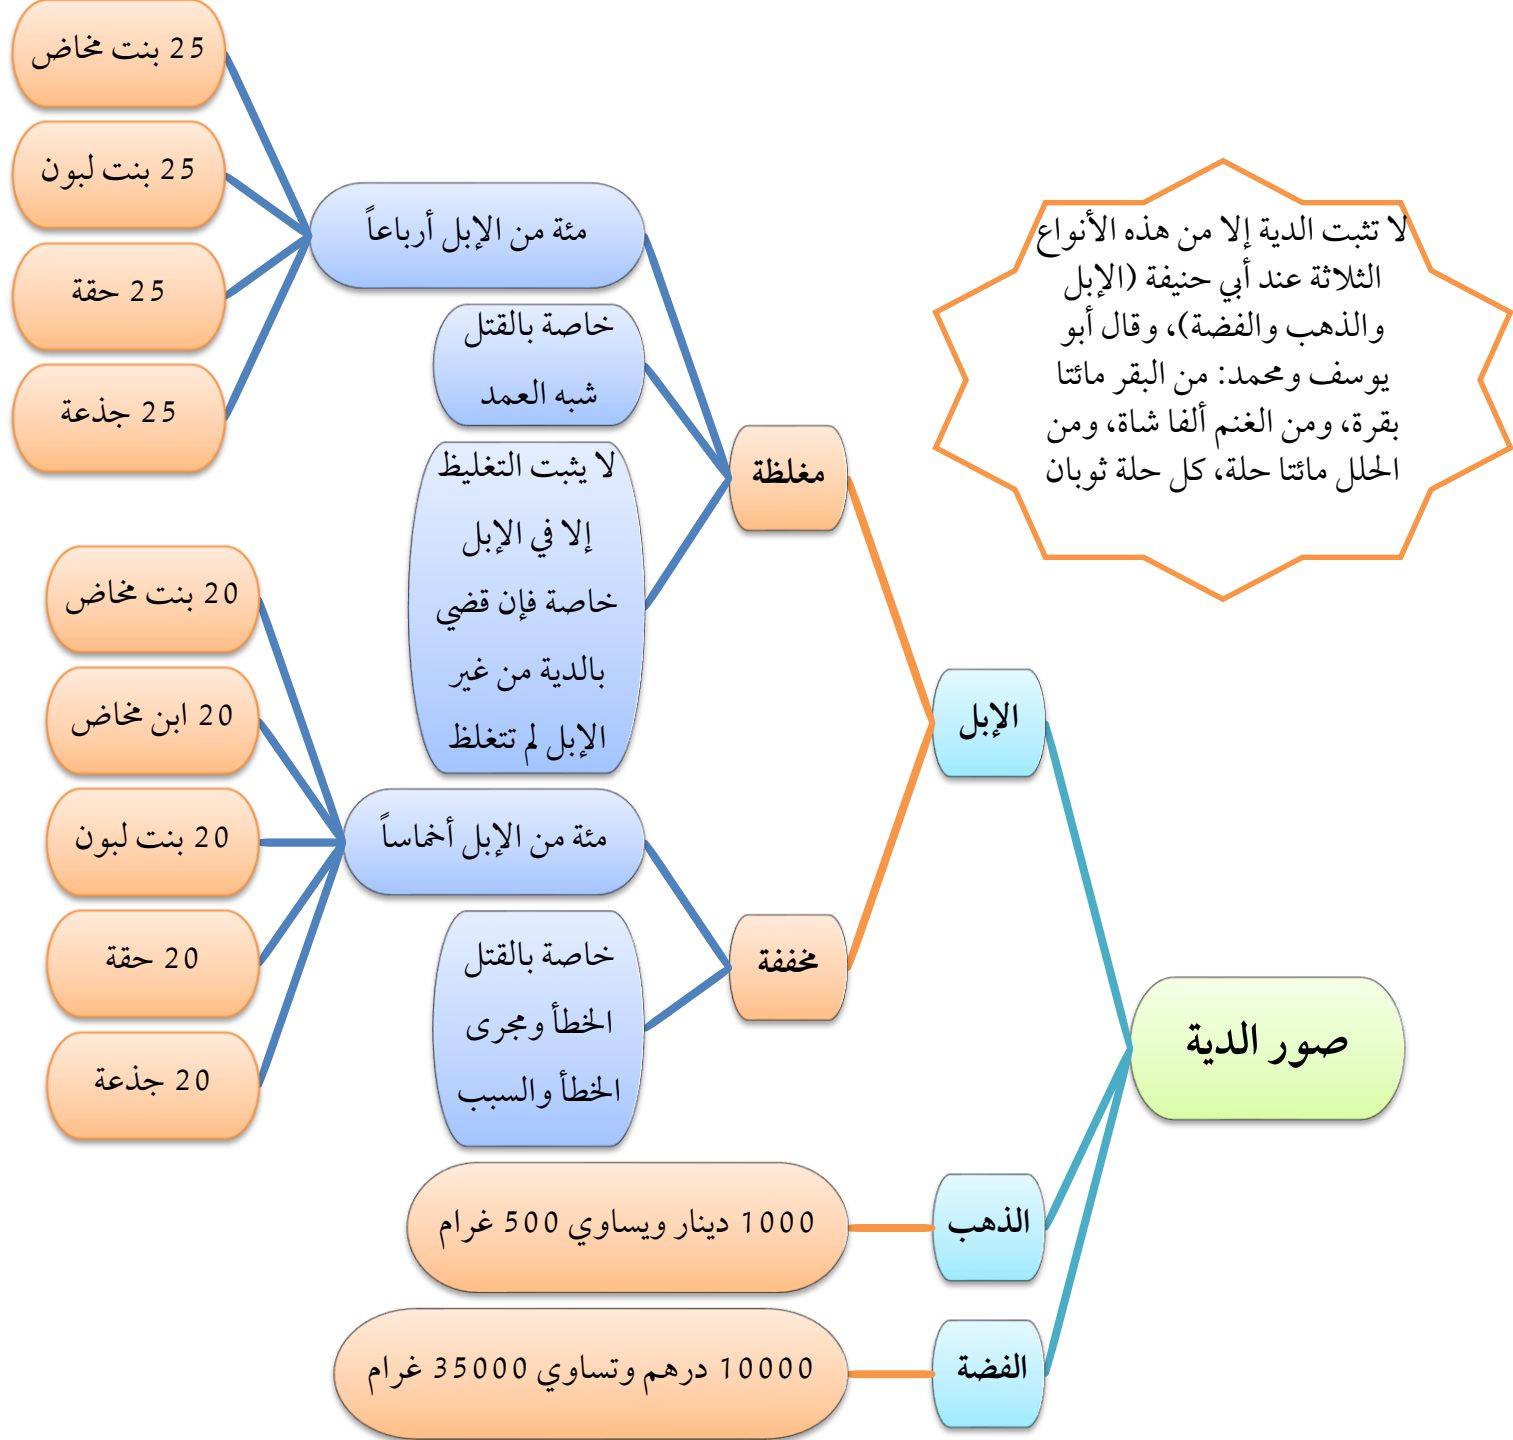 لا تثبت الدية إلا من هذه الأنواع
الثلاثة عند أبي حنيفة (الإبل
والذهب والفضة)، وقال أبو
يوسف ومحمد: من البقر مائتا
بقرة، ومن الغنم ألفا شاة، ومن
الحلل مائتا حلة، كل حلة ثوبان
صور الدية
الإبل
مغلظة
مئة من الإبل أرباعاً
25 بنت مخاض
25 بنت لبون
25 حقة
25 جذعة
خاصة بالقتل
شبه العمد
لا يثبت التغليظ
إلا في الإبل
خاصة فإن قضي
بالدية من غير
الإبل لم تتغلظ
مخففة
مئة من الإبل أخماساً
20 بنت مخاض
20 ابن مخاض
20 بنت لبون
20 حقة
20 جذعة
خاصة بالقتل
الخطأ ومجرى
الخطأ والسبب
الذهب
1000 دينار ويساوي 500 غرام
الفضة
10000 درهم وتساوي 35000 غرام